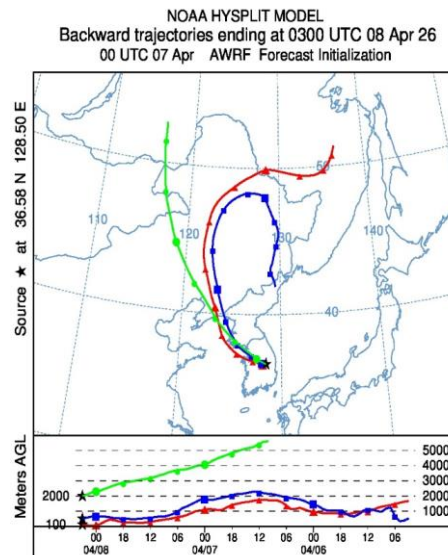 NOAA HYSPLIT MODEL
Backward trajectories ending at 0300 UTC 08 Apr 26
00 UTC 07 Apr AWRF Forecast Initialization
Source ★ at 36.58 N 128.50 E
110
120
130
140
50
40
Meters AGL
2000
100
5000
4000
3000
2000
1000
00 18 12 06 00 18 12 06 00 18 12 06
04/08 04/07 04/06